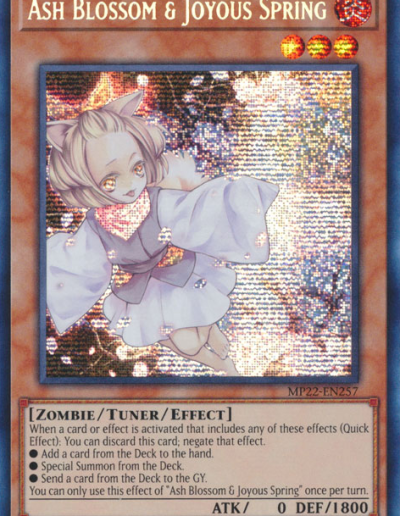 ASH BLOSSOM & JOYOUS SPRING
MP22-EN257
[ZOMBIE/TUNER/EFFECT]
When a card or effect is activated that includes any of these effects (Quick
Effect): You can discard this card; negate that effect.
● Add a card from the Deck to the hand.
● Special Summon from the Deck.
● Send a card from the Deck to the GY.
You can only use this effect of "Ash Blossom & Joyous Spring" once per turn.
ATK/ 0 DEF/1800